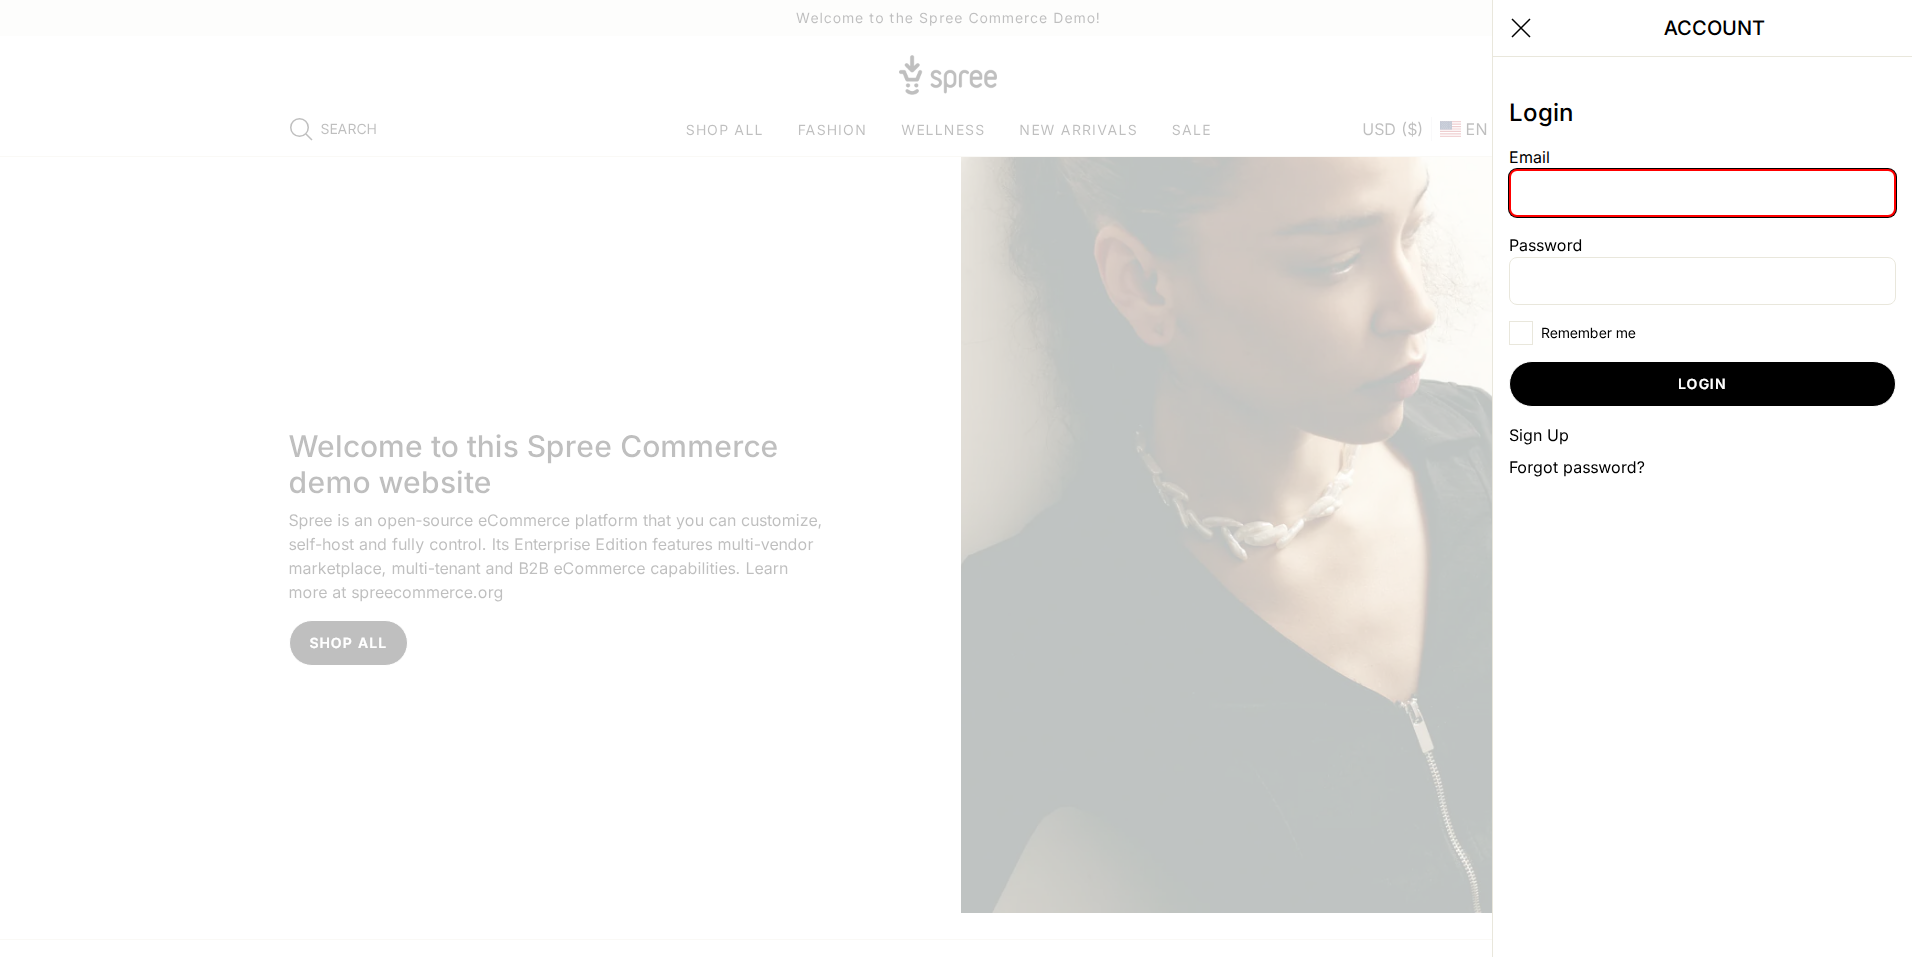 Welcome to the Spree Commerce Demo!
spree
SEARCH
SHOP ALL FASHION WELLNESS NEW ARRIVALS SALE
USD ($) EN
Welcome to this Spree Commerce
demo website
Spree is an open-source eCommerce platform that you can customize,
self-host and fully control. Its Enterprise Edition features multi-vendor
marketplace, multi-tenant and B2B eCommerce capabilities. Learn
more at spreecommerce.org
SHOP ALL
ACCOUNT
Login
Email
Password
Remember me
LOGIN
Sign Up
Forgot password?